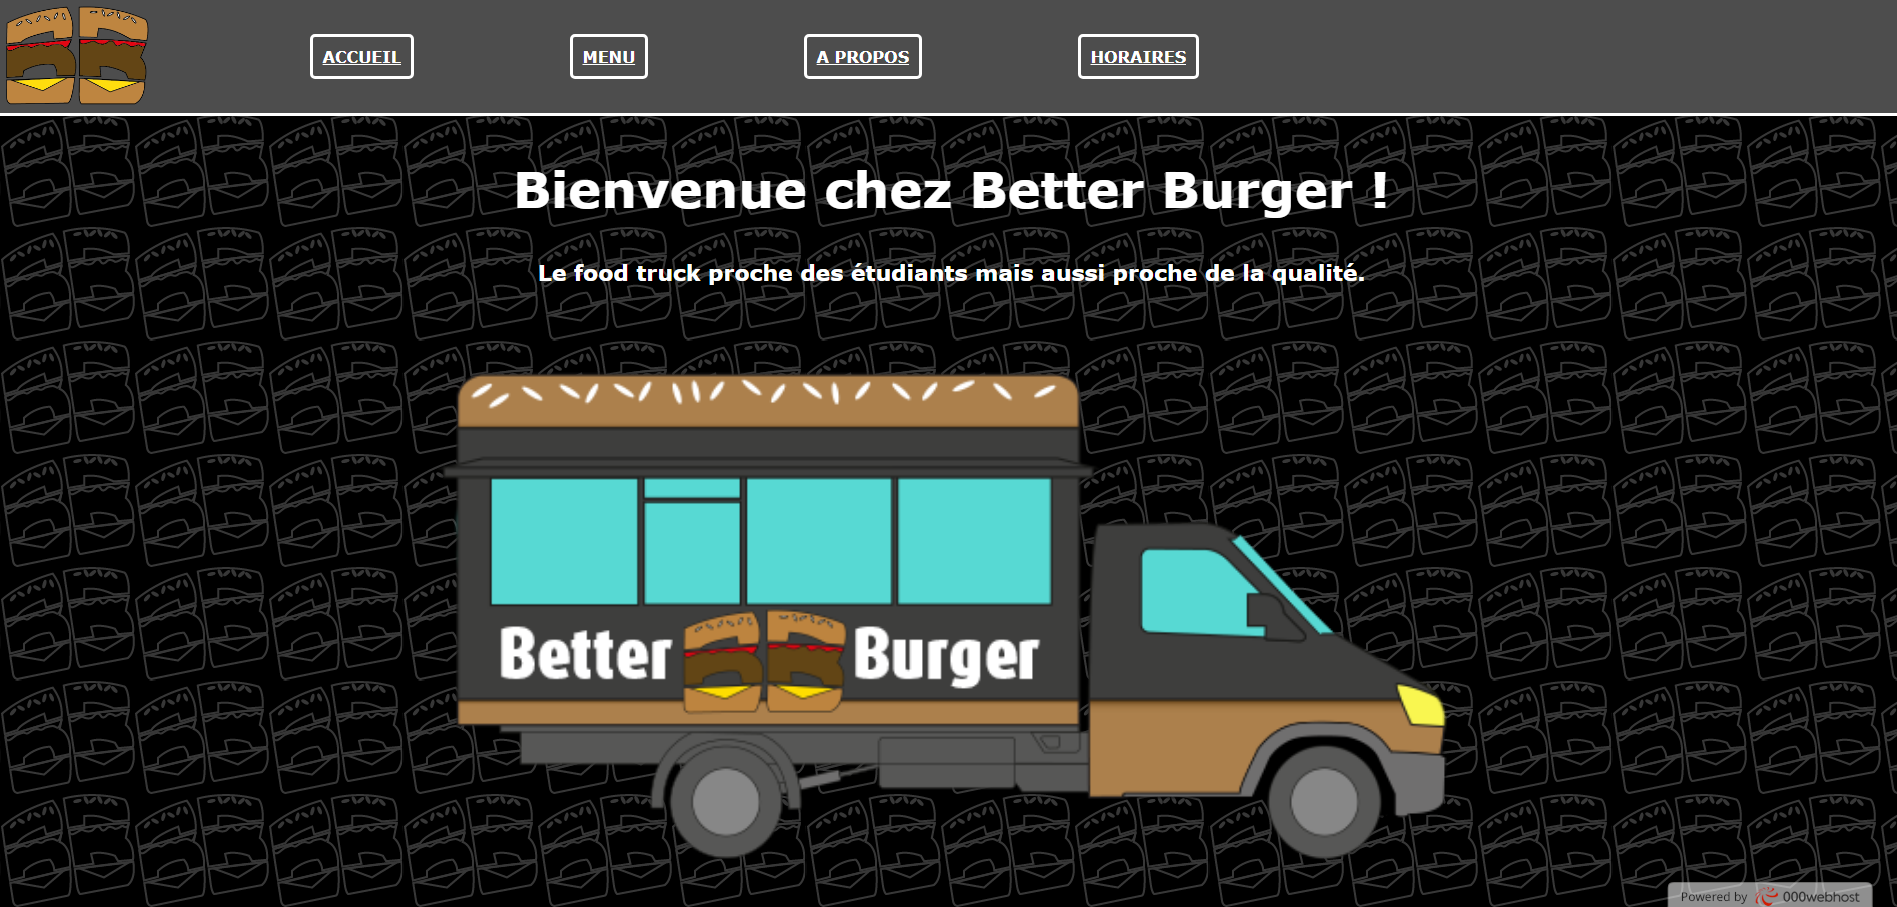 ACCUEIL
MENU
A PROPOS
HORAIRES
Bienvenue chez Better Burger !
Le food truck proche des étudiants mais aussi proche de la qualité.
Better BB Burger
Powered by 000webhost